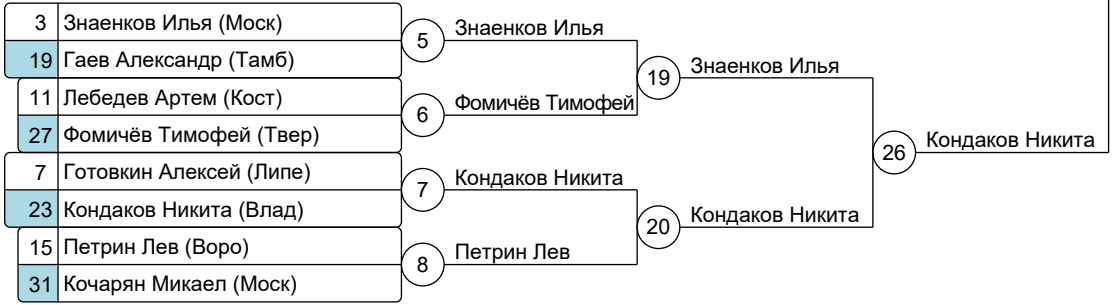 3 Знаенков Илья (Моск)
19 Гаев Александр (Тамб)
11 Лебедев Артем (Кост)
27 Фомичёв Тимофей (Твер)
7 Готовкин Алексей (Липе)
23 Кондаков Никита (Влад)
15 Петрин Лев (Воро)
31 Кочарян Микаел (Моск)
5 Знаенков Илья
6 Фомичёв Тимофей
7 Кондаков Никита
8 Петрин Лев
19 Знаенков Илья
20 Кондаков Никита
26 Кондаков Никита